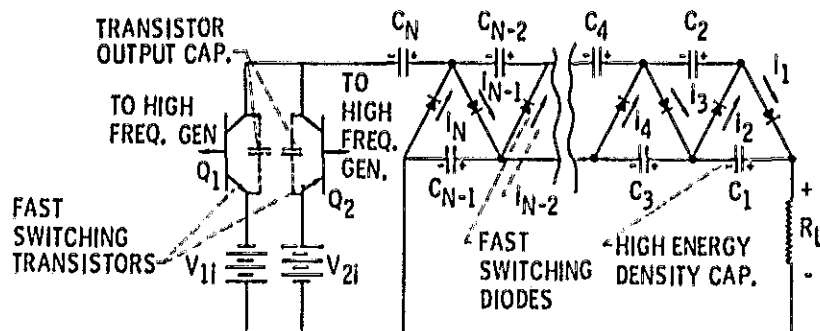 TRANSISTOR
OUTPUT CAP.
C_N
C_N-2
C_4
C_2
TO HIGH
FREQ. GEN
TO
HIGH
FREQ.
GEN.
i_N
i_N-1
i_N-2
i_4
i_3
i_2
i_1
Q_1
Q_2
C_N-1
C_3
C_1
FAST
SWITCHING
TRANSISTORS
V_1i
V_2i
FAST
SWITCHING
DIODES
HIGH ENERGY
DENSITY CAP.
+
R_L
-